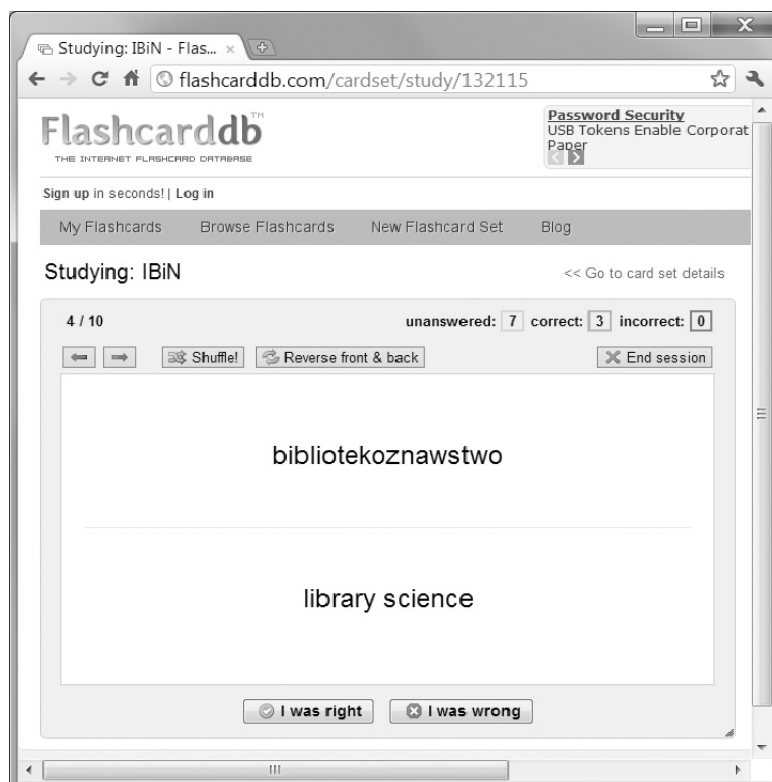 Studying: IBiN - Flas...
flashcarddb.com/cardset/study/132115
Flashcarddb™
THE INTERNET FLASHCARD DATABASE
Password Security
USB Tokens Enable Corporat
Paper
Sign up in seconds! | Log in
My Flashcards Browse Flashcards New Flashcard Set Blog
Studying: IBiN << Go to card set details
4 / 10 unanswered: 7 correct: 3 incorrect: 0
Shuffle! Reverse front & back End session
bibliotekoznawstwo
library science
I was right I was wrong